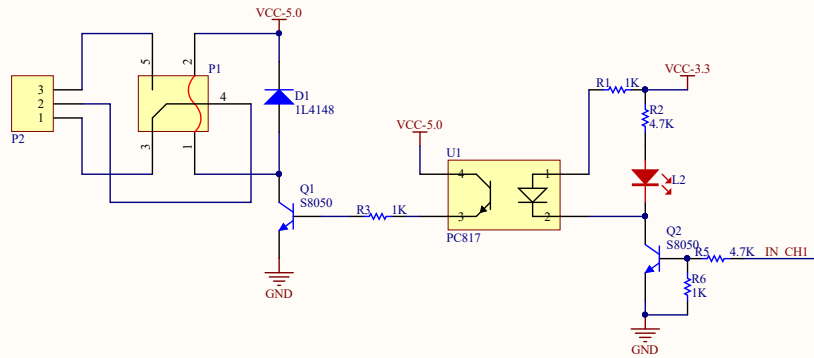 VCC-5.0
5
2
P1
VCC-3.3
R1 1K
3
2
1
P2
4
D1
1L4148
R2
4.7K
VCC-5.0
3
1
U1
4
1
L2
Q1
S8050
R3 1K
3
2
PC817
Q2
S8050
R5 4.7K IN_CH1
R6
1K
GND
GND